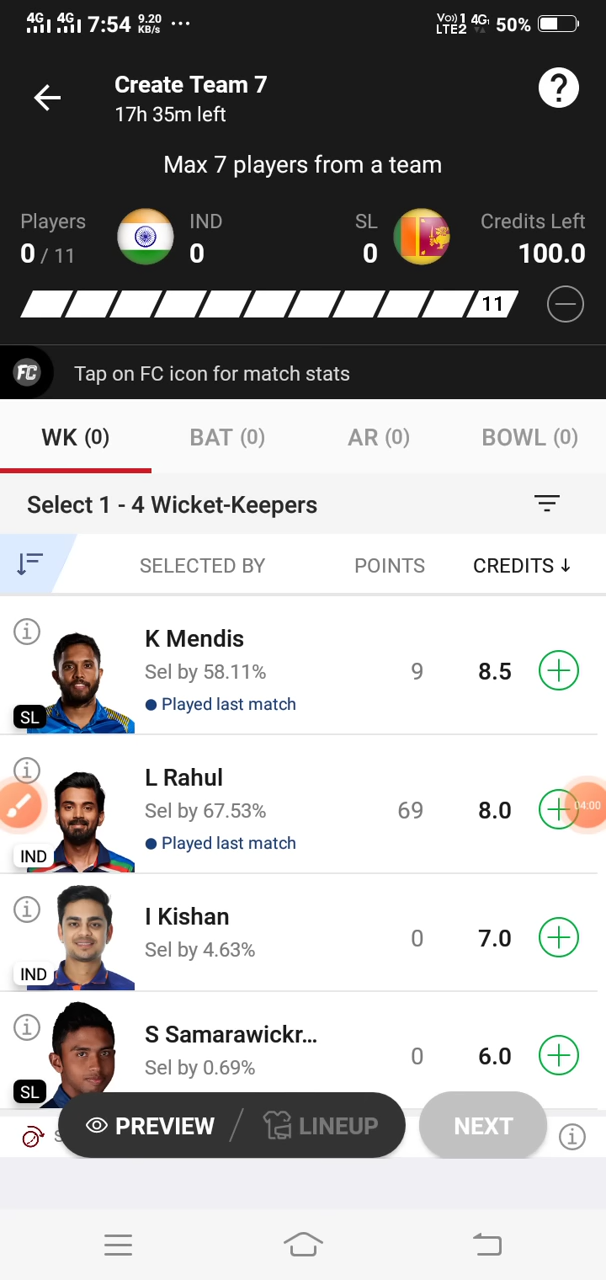 4G 4G 7:54 9.20 KB/s ... Vo) 1 4G LTE2 50%
Create Team 7
17h 35m left
?
Max 7 players from a team
Players IND SL Credits Left
0 / 11 0 0 100.0
11
FC Tap on FC icon for match stats
WK (0) BAT (0) AR (0) BOWL (0)
Select 1 - 4 Wicket-Keepers
SELECTED BY POINTS CREDITS ↓
K Mendis
Sel by 58.11% 9 8.5
SL Played last match
L Rahul
Sel by 67.53% 69 8.0 04:00
IND Played last match
I Kishan
Sel by 4.63% 0 7.0
IND
S Samarawickr...
Sel by 0.69% 0 6.0
SL
PREVIEW / LINEUP NEXT